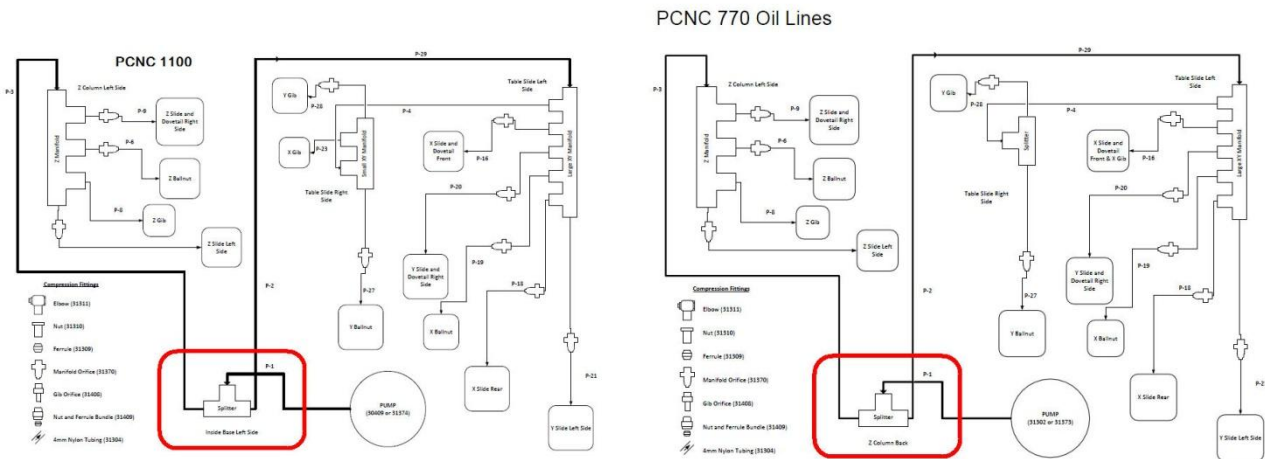 PCNC 1100
P-29
P-3
Z Column Left Side
Table Slide Left
Side
Y Gib
P-28
P-9
Z Slide and
Dovetail Right
Side
P-4
Z Manifold
Small XY Manifold
X Gib
P-23
X Slide and
Dovetail
Front
P-16
Large XY Manifold
P-6
Z Ballnut
Table Slide Right
Side
P-20
P-8
Z Gib
Z Slide Left
Side
P-19
Y Slide and
Dovetail Right
Side
P-2
P-27
P-18
Compression Fittings
Elbow (31311)
Nut (31310)
Ferrule (31309)
Manifold Orifice (31370)
Gib Orifice (31408)
Nut and Ferrule Bundle (31409)
4mm Nylon Tubing (31304)
Y Ballnut
X Ballnut
X Slide Rear
P-21
P-1
Splitter
Inside Base Left Side
PUMP
(30409 or 31374)
Y Slide Left Side
PCNC 770 Oil Lines
P-29
P-3
Z Column Left Side
Table Slide Left
Side
Y Gib
P-28
P-9
Z Slide and
Dovetail Right
Side
P-4
Z Manifold
Splitter
X Slide and
Dovetail
Front & X Gib
P-16
Large XY Manifold
P-6
Z Ballnut
Table Slide Right
Side
P-20
P-8
Z Gib
Z Slide Left
Side
P-19
Y Slide and
Dovetail Right
Side
P-2
P-27
P-18
Compression Fittings
Elbow (31311)
Nut (31310)
Ferrule (31309)
Manifold Orifice (31370)
Gib Orifice (31408)
Nut and Ferrule Bundle (31409)
4mm Nylon Tubing (31304)
Y Ballnut
X Ballnut
X Slide Rear
P-2
P-1
Splitter
Z Column Back
PUMP
(31302 or 31373)
Y Slide Left Side